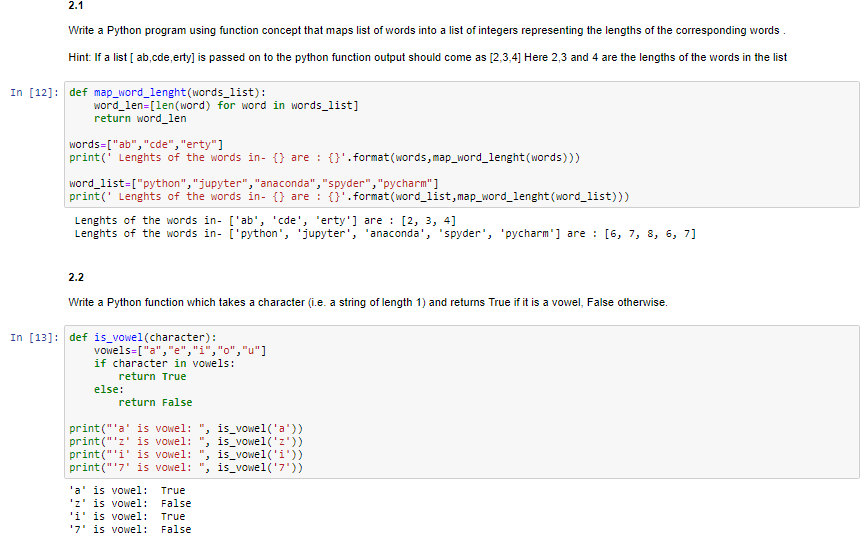 2.1
Write a Python program using function concept that maps list of words into a list of integers representing the lengths of the corresponding words .
Hint: If a list [ ab,cde,erty] is passed on to the python function output should come as [2,3,4] Here 2,3 and 4 are the lengths of the words in the list
In [12]: def map_word_lenght(words_list):
    word_len=[len(word) for word in words_list]
    return word_len
words=["ab","cde","erty"]
print(' Lenghts of the words in- {} are : {}'.format(words,map_word_lenght(words)))
word_list=["python","jupyter","anaconda","spyder","pycharm"]
print(' Lenghts of the words in- {} are : {}'.format(word_list,map_word_lenght(word_list)))
Lenghts of the words in- ['ab', 'cde', 'erty'] are : [2, 3, 4]
Lenghts of the words in- ['python', 'jupyter', 'anaconda', 'spyder', 'pycharm'] are : [6, 7, 8, 6, 7]
2.2
Write a Python function which takes a character (i.e. a string of length 1) and returns True if it is a vowel, False otherwise.
In [13]: def is_vowel(character):
    vowels=["a","e","i","o","u"]
    if character in vowels:
        return True
    else:
        return False
print("'a' is vowel: ", is_vowel('a'))
print("'z' is vowel: ", is_vowel('z'))
print("'i' is vowel: ", is_vowel('i'))
print("'7' is vowel: ", is_vowel('7'))
'a' is vowel:  True
'z' is vowel:  False
'i' is vowel:  True
'7' is vowel:  False